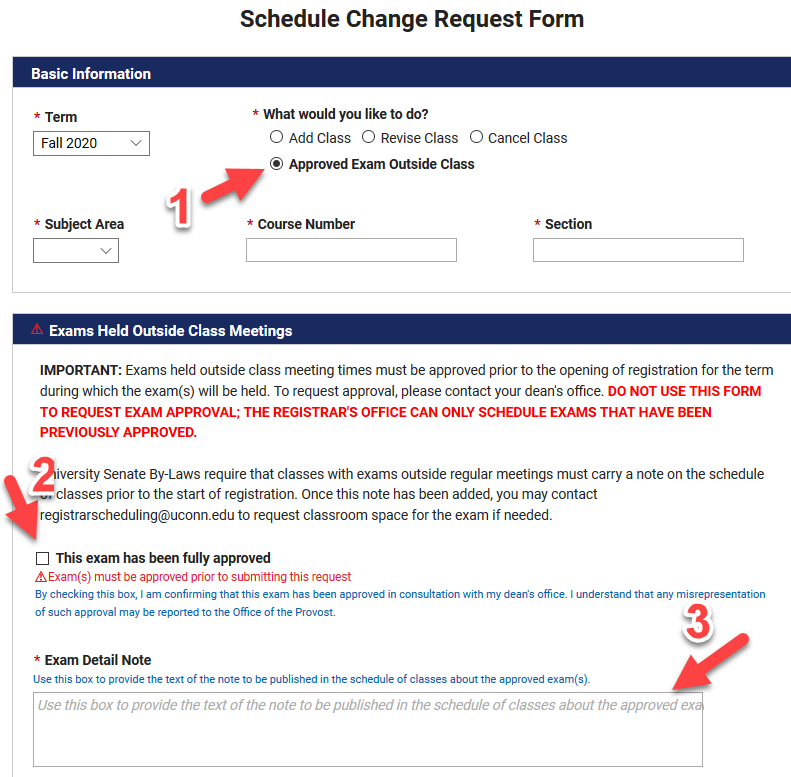 Schedule Change Request Form
Basic Information
* Term
* What would you like to do?
Fall 2020
Add Class Revise Class Cancel Class
Approved Exam Outside Class
1
* Subject Area
* Course Number
* Section
⚠ Exams Held Outside Class Meetings
IMPORTANT: Exams held outside class meeting times must be approved prior to the opening of registration for the term
during which the exam(s) will be held. To request approval, please contact your dean's office. DO NOT USE THIS FORM
TO REQUEST EXAM APPROVAL; THE REGISTRAR'S OFFICE CAN ONLY SCHEDULE EXAMS THAT HAVE BEEN
PREVIOUSLY APPROVED.
2
University Senate By-Laws require that classes with exams outside regular meetings must carry a note on the schedule
of classes prior to the start of registration. Once this note has been added, you may contact
registrarscheduling@uconn.edu to request classroom space for the exam if needed.
This exam has been fully approved
⚠Exam(s) must be approved prior to submitting this request
By checking this box, I am confirming that this exam has been approved in consultation with my dean's office. I understand that any misrepresentation
of such approval may be reported to the Office of the Provost.
3
* Exam Detail Note
Use this box to provide the text of the note to be published in the schedule of classes about the approved exam(s).
Use this box to provide the text of the note to be published in the schedule of classes about the approved exa